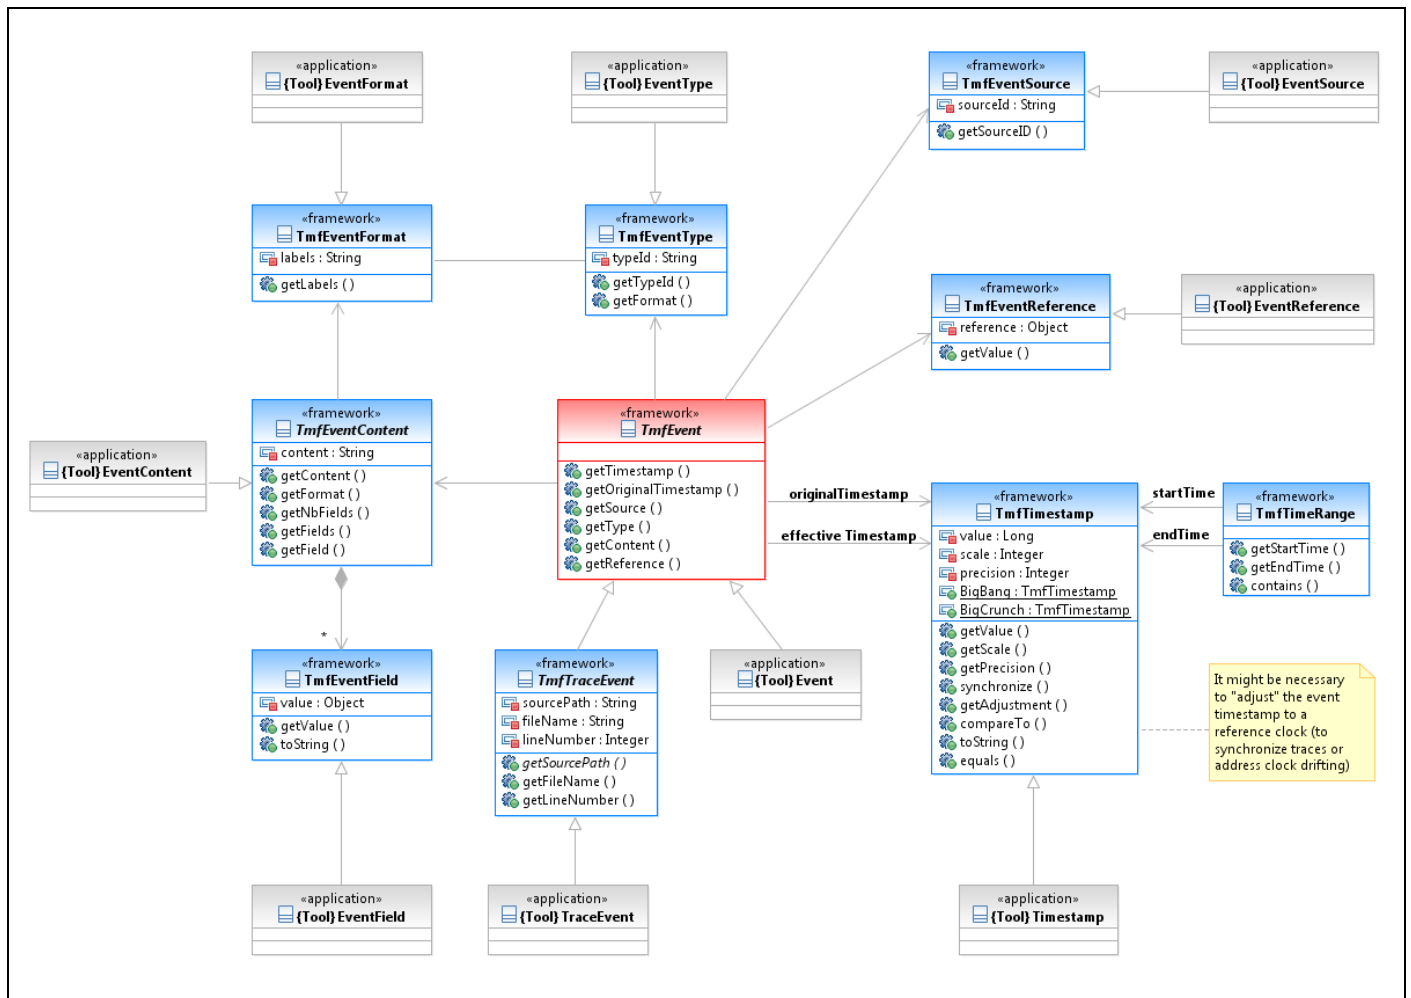 «application»
{Tool} EventFormat
«application»
{Tool} EventType
«framework»
TmfEventSource
sourceId : String
getSourceID ( )
«application»
{Tool} EventSource
«framework»
TmfEventFormat
labels : String
getLabels ( )
«framework»
TmfEventType
typeId : String
getTypeId ( )
getFormat ( )
«framework»
TmfEventReference
reference : Object
getValue ( )
«application»
{Tool} EventReference
«application»
{Tool} EventContent
«framework»
TmfEventContent
content : String
getContent ( )
getFormat ( )
getNbFields ( )
getFields ( )
getField ( )
«framework»
TmfEvent
getTimestamp ( )
getOriginalTimestamp ( )
getSource ( )
getType ( )
getContent ( )
getReference ( )
originalTimestamp
effective Timestamp
«framework»
TmfTimestamp
value : Long
scale : Integer
precision : Integer
BigBang : TmfTimestamp
BigCrunch : TmfTimestamp
getValue ( )
getScale ( )
getPrecision ( )
synchronize ( )
getAdjustment ( )
compareTo ( )
toString ( )
equals ( )
startTime
endTime
«framework»
TmfTimeRange
getStartTime ( )
getEndTime ( )
contains ( )
*
«framework»
TmfEventField
value : Object
getValue ( )
toString ( )
«framework»
TmfTraceEvent
sourcePath : String
fileName : String
lineNumber : Integer
getSourcePath ( )
getFileName ( )
getLineNumber ( )
«application»
{Tool} Event
It might be necessary
to "adjust" the event
timestamp to a
reference clock (to
synchronize traces or
address clock drifting)
«application»
{Tool} EventField
«application»
{Tool} TraceEvent
«application»
{Tool} Timestamp